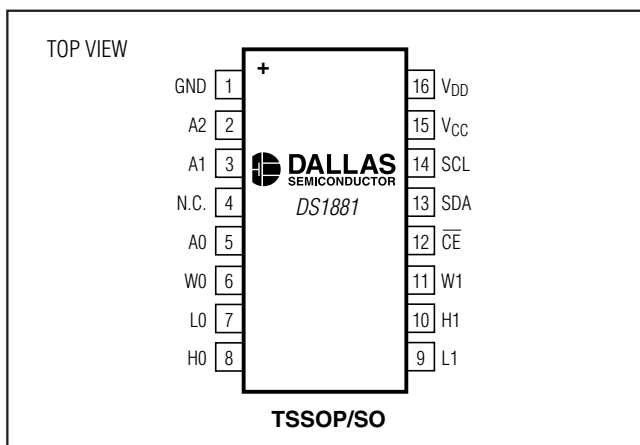 TOP VIEW
+
GND 1
A2 2
A1 3
N.C. 4
A0 5
W0 6
L0 7
H0 8
DALLAS
SEMICONDUCTOR
DS1881
16 VDD
15 VCC
14 SCL
13 SDA
12 C̅E̅
11 W1
10 H1
9 L1
TSSOP/SO